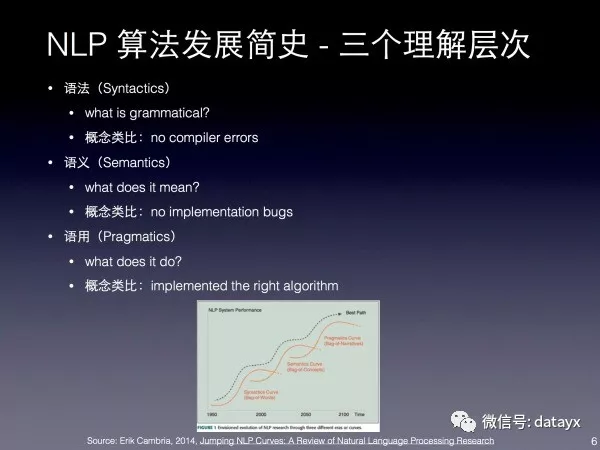 NLP 算法发展简史 - 三个理解层次
• 语法（Syntactics）
• what is grammatical?
• 概念类比：no compiler errors
• 语义（Semantics）
• what does it mean?
• 概念类比：no implementation bugs
• 语用（Pragmatics）
• what does it do?
• 概念类比：implemented the right algorithm
NLP System Performance
Best Path
Pragmatics Curve
(Bag-of-Narratives)
Semantics Curve
(Bag-of-Concepts)
Syntactics Curve
(Bag-of-Words)
1950 2000 2050 2100 Time
FIGURE 1 Envisioned evolution of NLP research through three different eras or curves.
微信号: datayx
Source: Erik Cambria, 2014, Jumping NLP Curves: A Review of Natural Language Processing Research
6